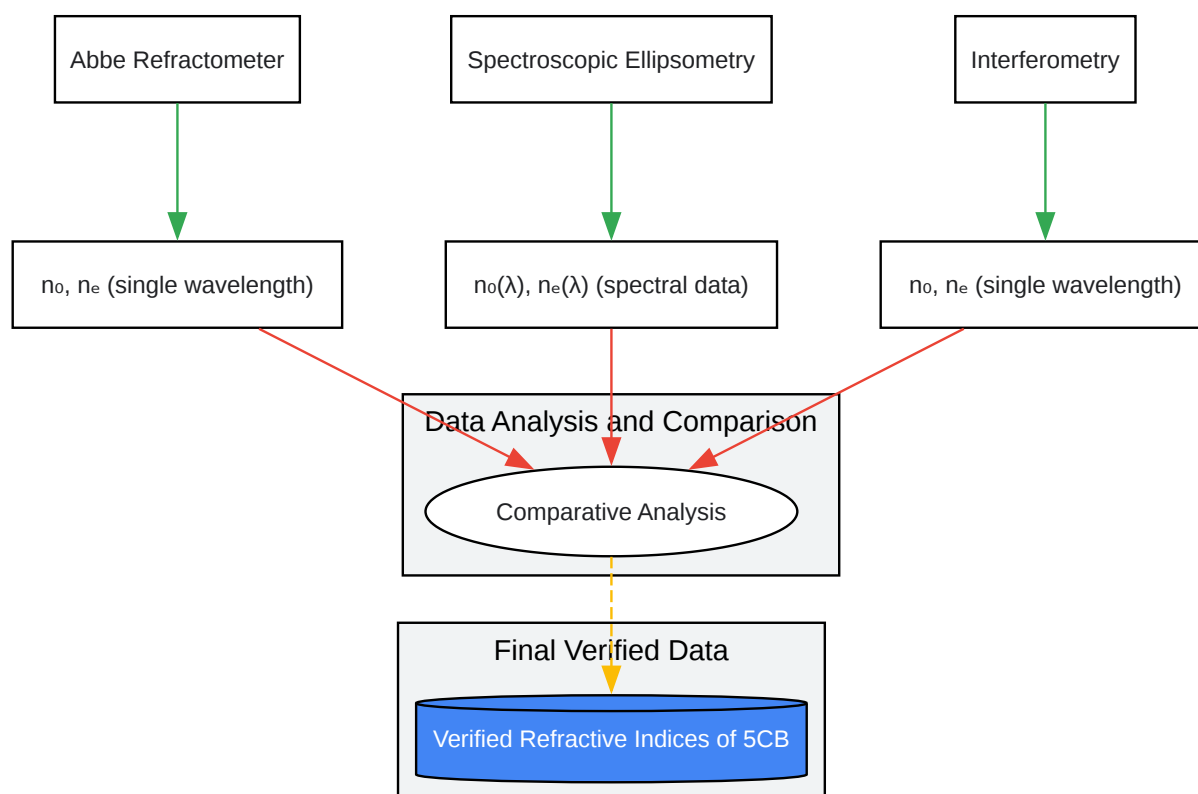 Abbe Refractometer
Spectroscopic Ellipsometry
Interferometry
n₀, nₑ (single wavelength)
n₀(λ), nₑ(λ) (spectral data)
n₀, nₑ (single wavelength)
Data Analysis and Comparison
Comparative Analysis
Final Verified Data
Verified Refractive Indices of 5CB